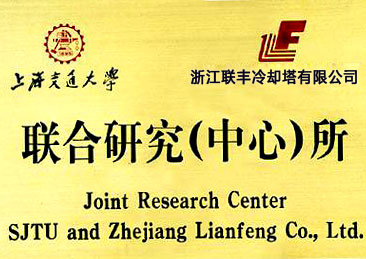 上海交通大學
浙江联丰冷却塔有限公司
联合研究(中心)所
Joint Research Center
SJTU and Zhejiang Lianfeng Co., Ltd.